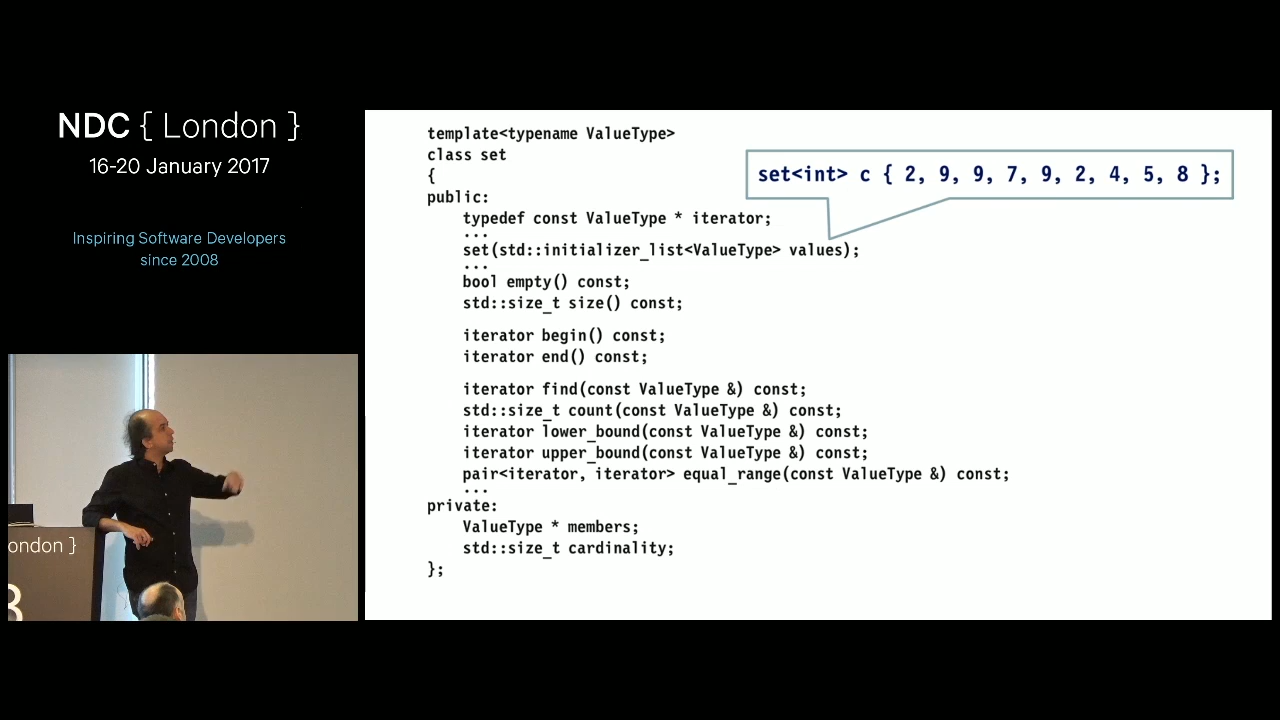 NDC { London }
16-20 January 2017
Inspiring Software Developers
since 2008
ondon }
template<typename ValueType>
class set
{
public:
typedef const ValueType * iterator;
...
set(std::initializer_list<ValueType> values);
...
bool empty() const;
std::size_t size() const;
iterator begin() const;
iterator end() const;
iterator find(const ValueType &) const;
std::size_t count(const ValueType &) const;
iterator lower_bound(const ValueType &) const;
iterator upper_bound(const ValueType &) const;
pair<iterator, iterator> equal_range(const ValueType &) const;
...
private:
ValueType * members;
std::size_t cardinality;
};
set<int> c { 2, 9, 9, 7, 9, 2, 4, 5, 8 };